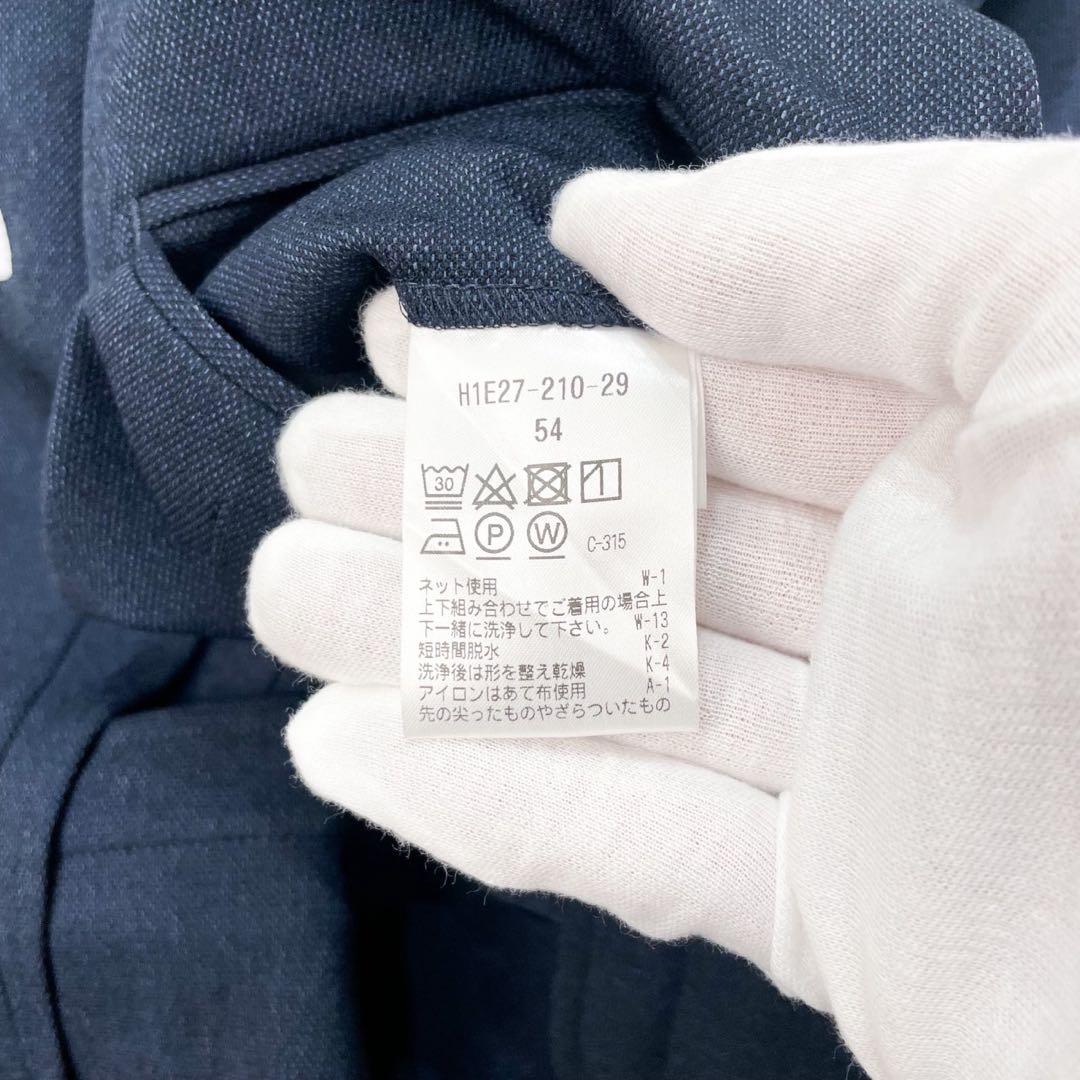 H1E27-210-29
54
30
P W C-315
ネット使用 W-1
上下組み合わせでご着用の場合上
下一緒に洗浄して下さい。 W-13
短時間脱水 K-2
洗浄後は形を整え乾燥 K-4
アイロンはあて布使用 A-1
先の尖ったものやざらついたもの